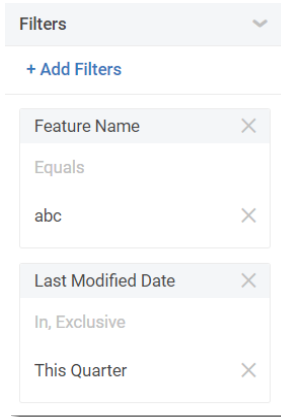 Filters
+ Add Filters
Feature Name
Equals
abc
Last Modified Date
In, Exclusive
This Quarter